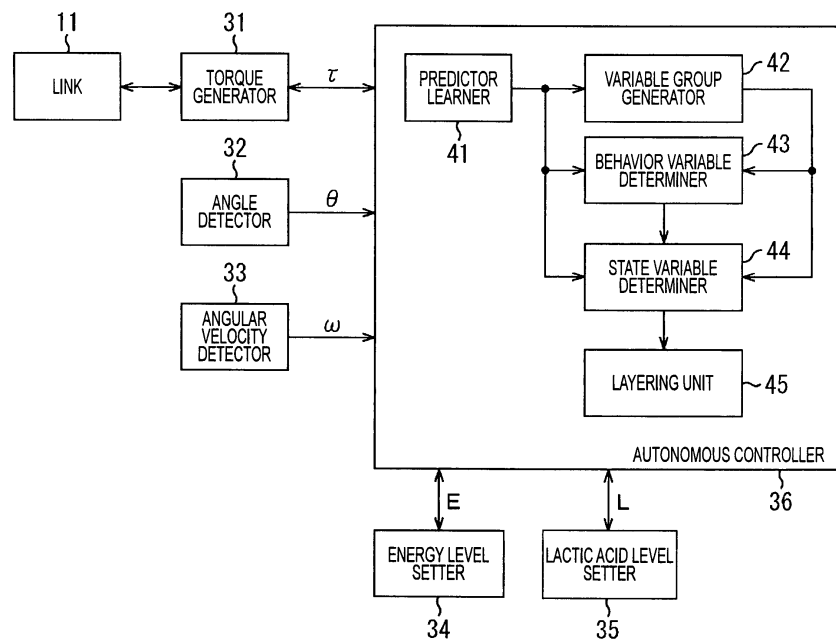 11
31
LINK
TORQUE
GENERATOR
τ
32
ANGLE
DETECTOR
θ
33
ANGULAR
VELOCITY
DETECTOR
ω
PREDICTOR
LEARNER
41
42
VARIABLE GROUP
GENERATOR
43
BEHAVIOR VARIABLE
DETERMINER
44
STATE VARIABLE
DETERMINER
LAYERING UNIT
45
AUTONOMOUS CONTROLLER
36
E
L
ENERGY LEVEL
SETTER
34
LACTIC ACID LEVEL
SETTER
35